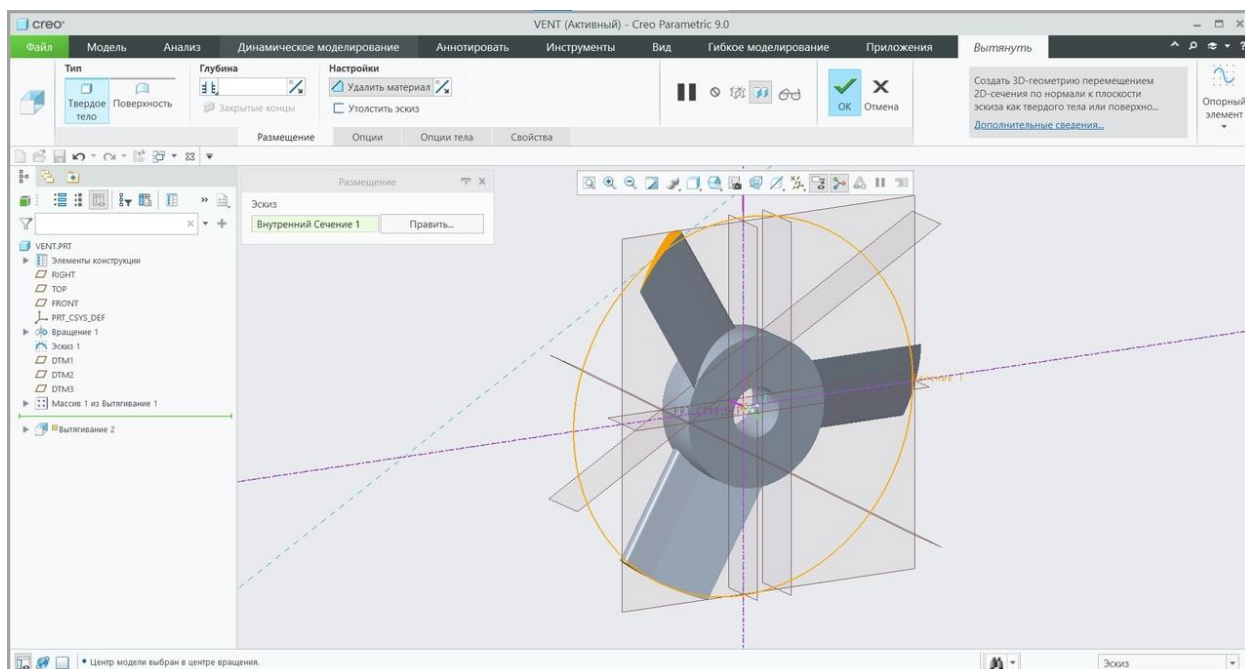 creo®
VENT (Активный) - Creo Parametric 9.0
Файл Модель Анализ Динамическое моделирование Аннотировать Инструменты Вид Гибкое моделирование Приложения Вытянуть
Тип Глубина Настройки
Твердое тело Поверхность
Закрытые концы
Удалить материал
Утолстить эскиз
OK Отмена
Создать 3D-геометрию перемещением
2D-сечения по нормали к плоскости
эскиза как твердого тела или поверхно...
Дополнительные сведения...
Опорный
элемент
Размещение Опции Опции тела Свойства
Размещение
Эскиз
Внутренний Сечение 1 Править...
VENT.PRT
Элементы конструкции
RIGHT
TOP
FRONT
PRT_CSYS_DEF
Вращение 1
Эскиз 1
DTM1
DTM2
DTM3
Массив 1 из Вытягивание 1
Вытягивание 2
PRT_CSYS_DEF
• Центр модели выбран в центре вращения.
Эскиз